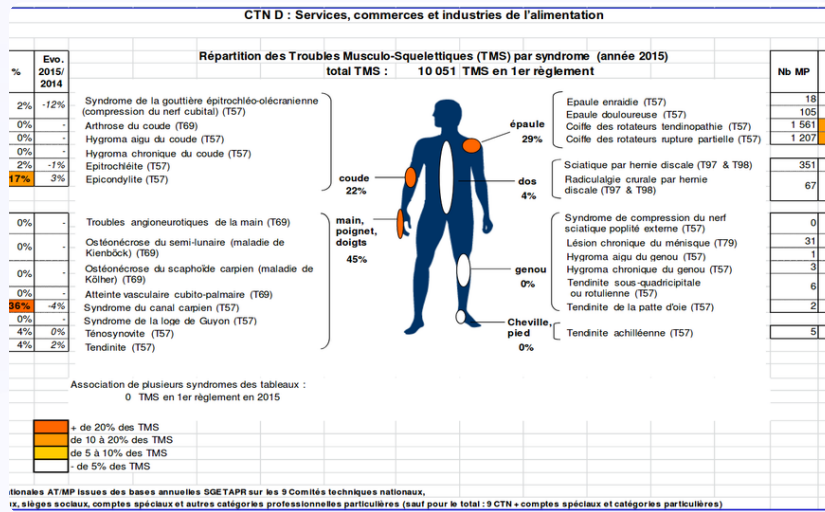 CTN D : Services, commerces et industries de l'alimentation
Répartition des Troubles Musculo-Squelettiques (TMS) par syndrome (année 2015)
total TMS : 10 051 TMS en 1er règlement
% Evo. 2015/ 2014
Nb MP
2% -12% Syndrome de la gouttière épitrochléo-olécranienne
(compression du nerf cubital) (T57)
0% - Arthrose du coude (T69)
0% - Hygroma aigu du coude (T57)
0% - Hygroma chronique du coude (T57)
2% -1% Epitrochléite (T57)
17% 3% Epicondylite (T57)
coude
22%
0% - Troubles angioneurotiques de la main (T69)
0% - Ostéonécrose du semi-lunaire (maladie de
Kienböck) (T69)
0% - Ostéonécrose du scaphoïde carpien (maladie de
Kölher) (T69)
0% - Atteinte vasculaire cubito-palmaire (T69)
36% -4% Syndrome du canal carpien (T57)
0% - Syndrome de la loge de Guyon (T57)
4% 0% Ténosynovite (T57)
4% 2% Tendinite (T57)
main,
poignet,
doigts
45%
épaule
29%
Epaule enraidie (T57) 18
Epaule douloureuse (T57) 105
Coiffe des rotateurs tendinopathie (T57) 1 561
Coiffe des rotateurs rupture partielle (T57) 1 207
dos
4%
Sciatique par hernie discale (T97 & T98) 351
Radiculalgie crurale par hernie
discale (T97 & T98) 67
genou
0%
Syndrome de compression du nerf
sciatique poplité externe (T57) 0
Lésion chronique du ménisque (T79) 31
Hygroma aigu du genou (T57) 1
Hygroma chronique du genou (T57) 3
Tendinite sous-quadricipitale
ou rotulienne (T57) 6
Tendinite de la patte d'oie (T57) 2
Cheville,
pied
0%
Tendinite achilléenne (T57) 5
Association de plusieurs syndromes des tableaux :
0 TMS en 1er règlement en 2015
+ de 20% des TMS
de 10 à 20% des TMS
de 5 à 10% des TMS
- de 5% des TMS
tionales AT/MP issues des bases annuelles SGETAPR sur les 9 Comités techniques nationaux,
x, sièges sociaux, comptes spéciaux et autres catégories professionnelles particulières (sauf pour le total : 9 CTN + comptes spéciaux et catégories particulières)